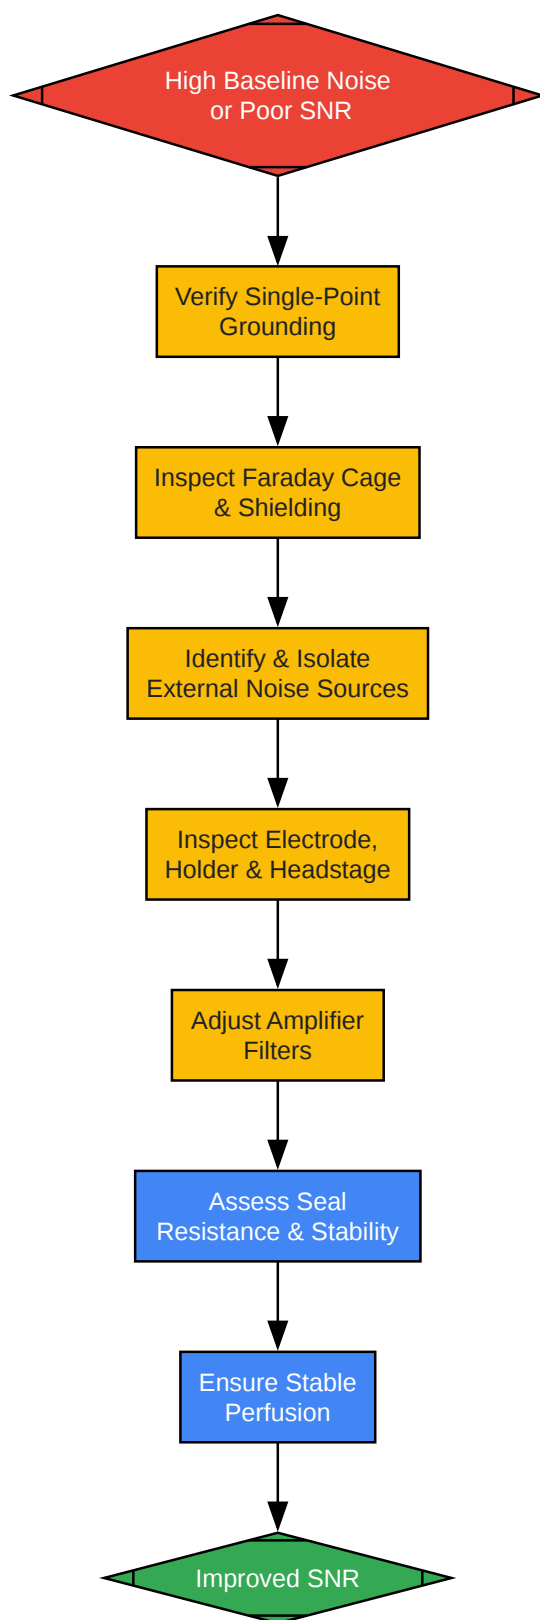 High Baseline Noise
or Poor SNR
Verify Single-Point
Grounding
Inspect Faraday Cage
& Shielding
Identify & Isolate
External Noise Sources
Inspect Electrode,
Holder & Headstage
Adjust Amplifier
Filters
Assess Seal
Resistance & Stability
Ensure Stable
Perfusion
Improved SNR